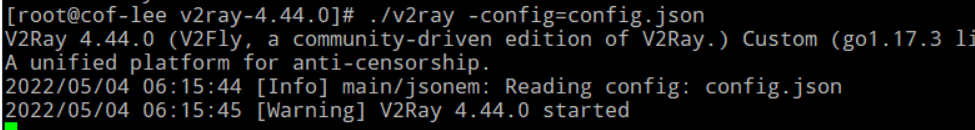 [root@cof-lee v2ray-4.44.0]# ./v2ray -config=config.json
V2Ray 4.44.0 (V2Fly, a community-driven edition of V2Ray.) Custom (go1.17.3 li
A unified platform for anti-censorship.
2022/05/04 06:15:44 [Info] main/jsonem: Reading config: config.json
2022/05/04 06:15:45 [Warning] V2Ray 4.44.0 started